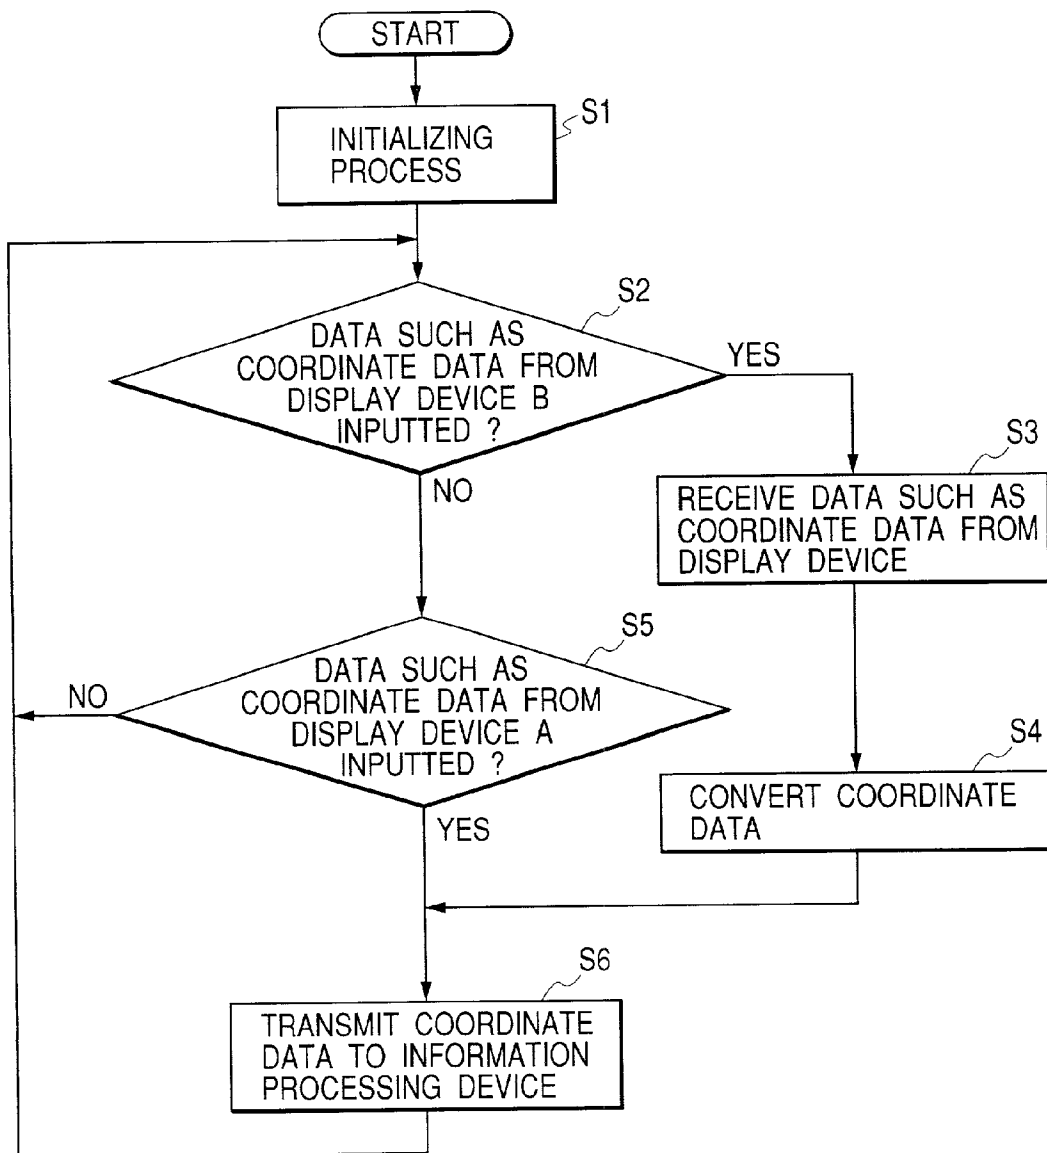 START
S1
INITIALIZING
PROCESS
S2
DATA SUCH AS
COORDINATE DATA FROM
DISPLAY DEVICE B
INPUTTED ?
YES
NO
S3
RECEIVE DATA SUCH AS
COORDINATE DATA FROM
DISPLAY DEVICE
S5
DATA SUCH AS
COORDINATE DATA FROM
DISPLAY DEVICE A
INPUTTED ?
NO
YES
S4
CONVERT COORDINATE
DATA
S6
TRANSMIT COORDINATE
DATA TO INFORMATION
PROCESSING DEVICE